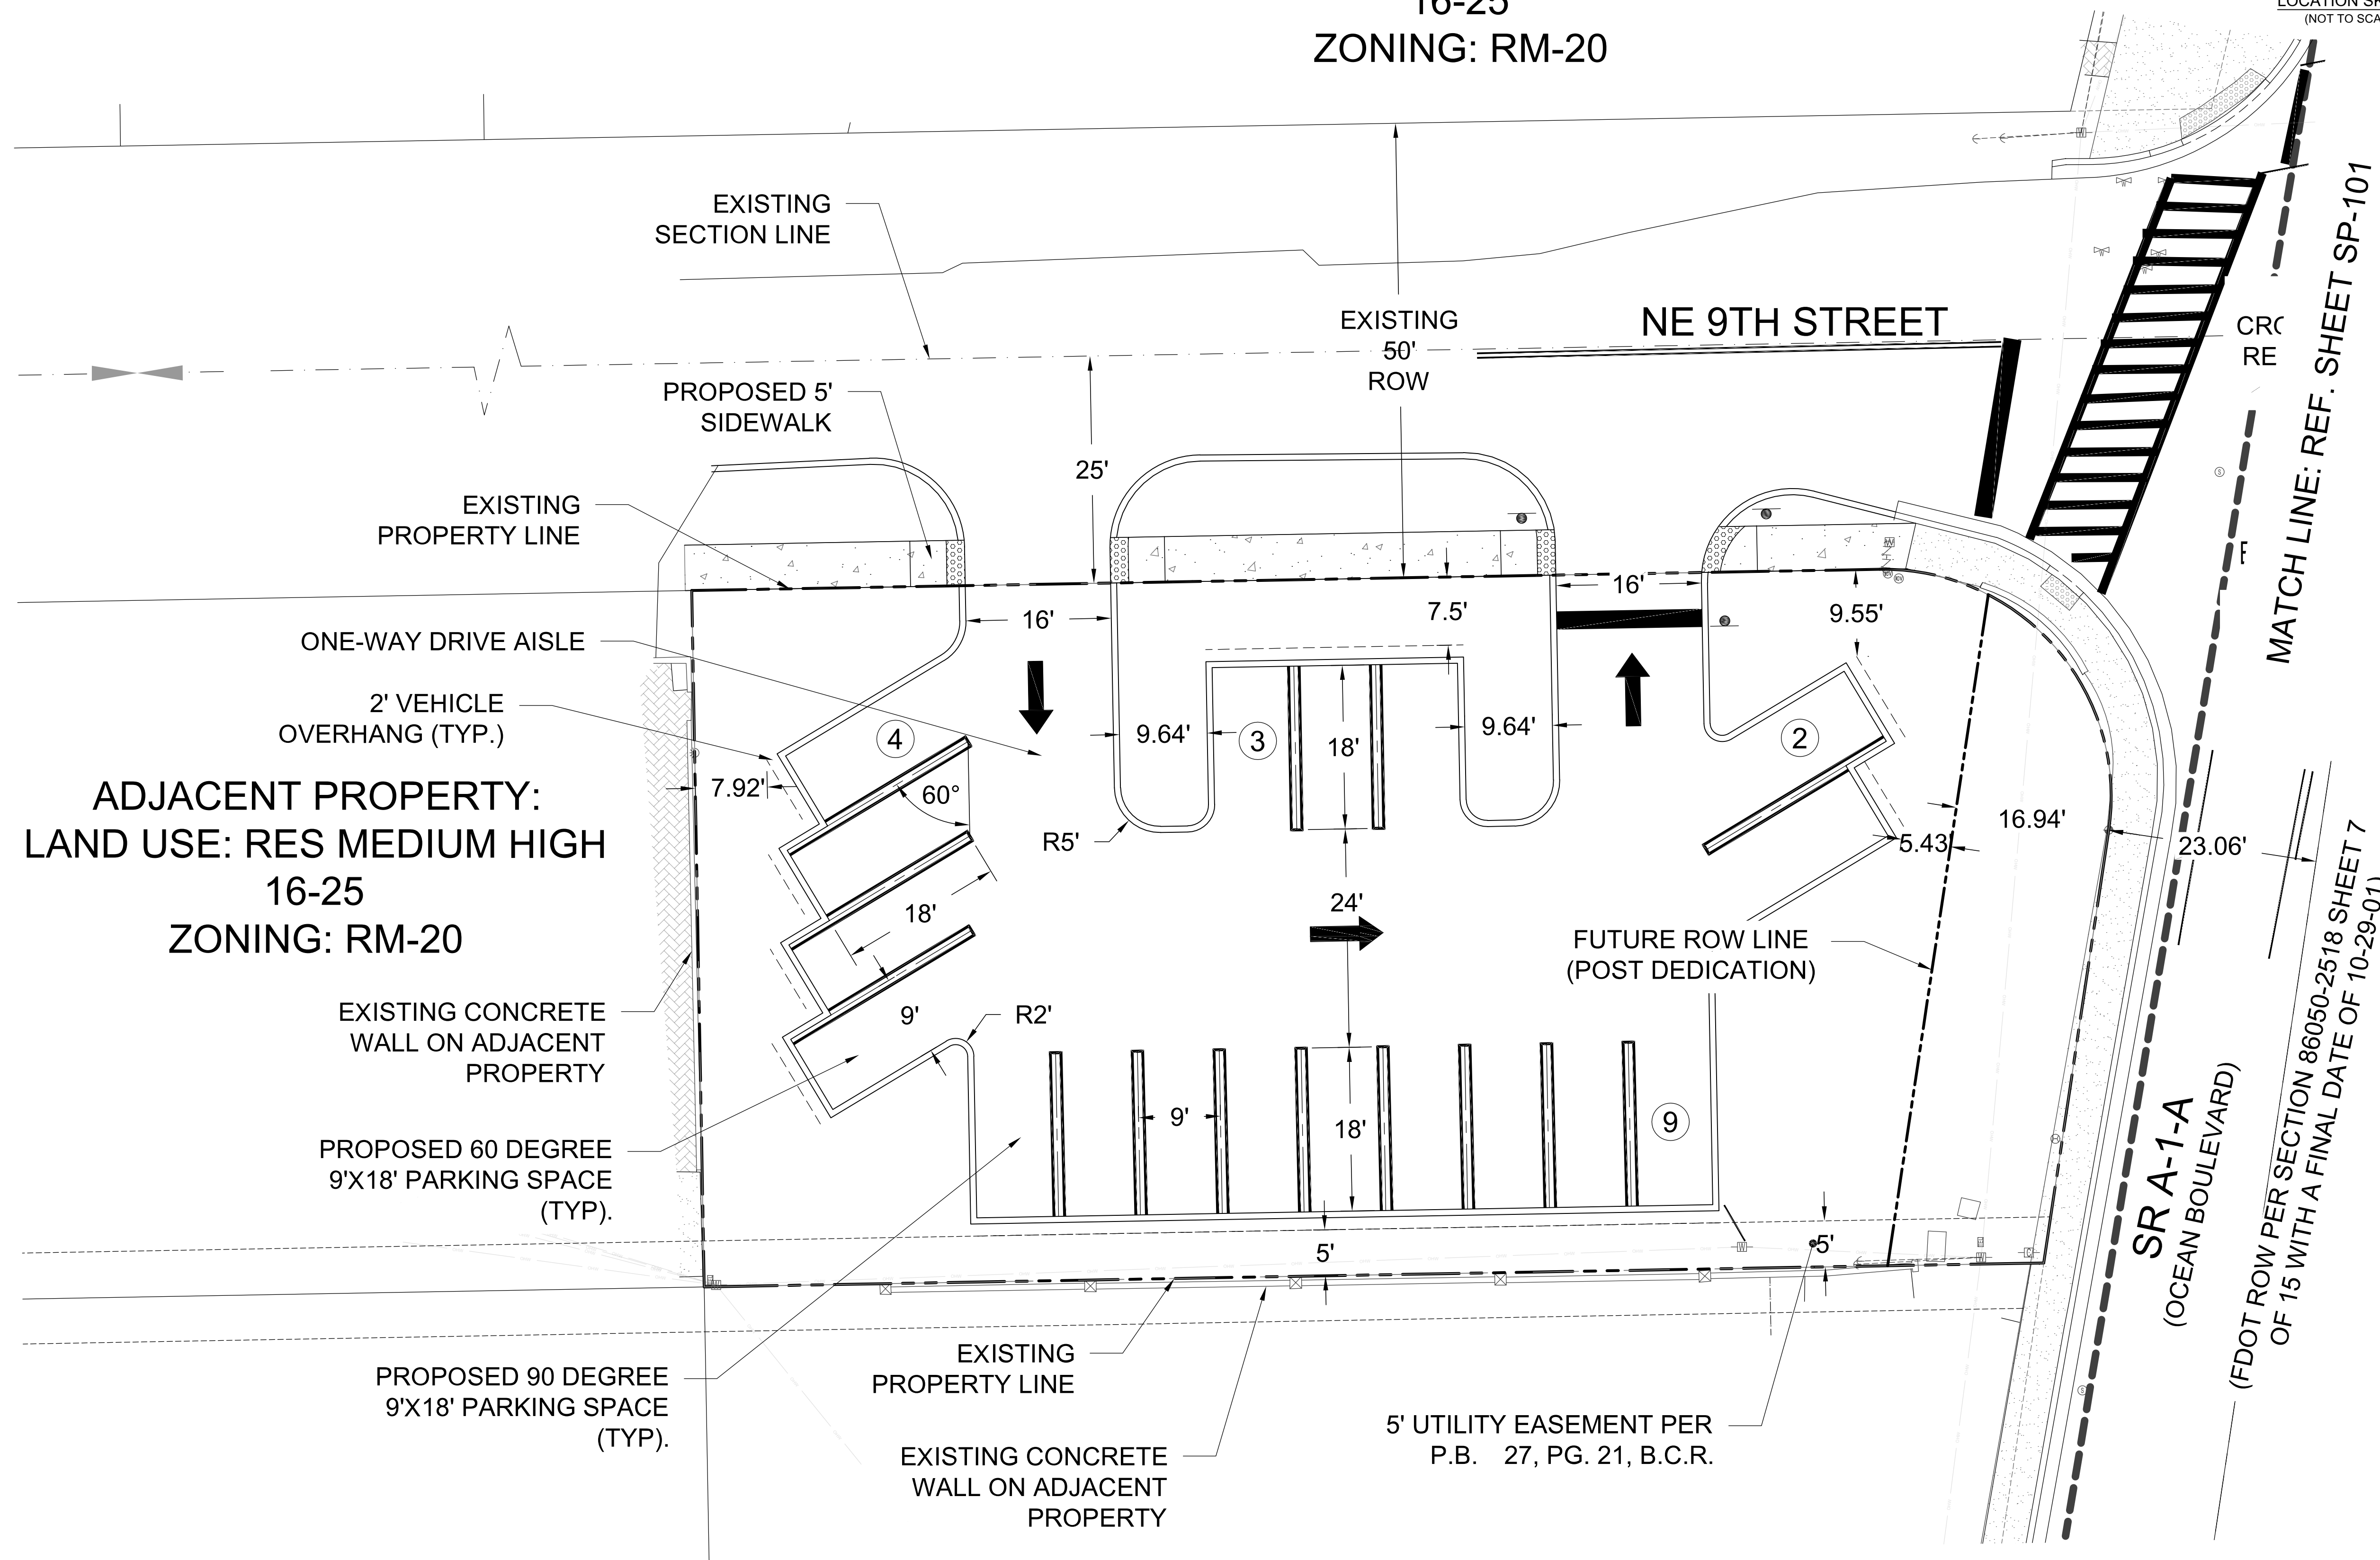 16-25
ZONING: RM-20
(NOT TO SCA
EXISTING
SECTION LINE
EXISTING
50'
ROW
NE 9TH STREET
MATCH LINE: REF. SHEET SP-101
CRO
RE
PROPOSED 5'
SIDEWALK
25'
EXISTING
PROPERTY LINE
16'
7.5'
16'
9.55'
ONE-WAY DRIVE AISLE
2' VEHICLE
OVERHANG (TYP.)
4
9.64'
3
18'
9.64'
2
7.92'
60°
ADJACENT PROPERTY:
LAND USE: RES MEDIUM HIGH
16-25
ZONING: RM-20
R5'
5.43'
16.94'
23.06'
18'
24'
FUTURE ROW LINE
(POST DEDICATION)
EXISTING CONCRETE
WALL ON ADJACENT
PROPERTY
9'
R2'
9'
18'
9
PROPOSED 60 DEGREE
9'X18' PARKING SPACE
(TYP).
5'
5'
SR A-1-A
(OCEAN BOULEVARD)
(FDOT ROW PER SECTION 86050-2518 SHEET 7
OF 15 WITH A FINAL DATE OF 10-29-01)
PROPOSED 90 DEGREE
9'X18' PARKING SPACE
(TYP).
EXISTING
PROPERTY LINE
EXISTING CONCRETE
WALL ON ADJACENT
PROPERTY
5' UTILITY EASEMENT PER
P.B. 27, PG. 21, B.C.R.